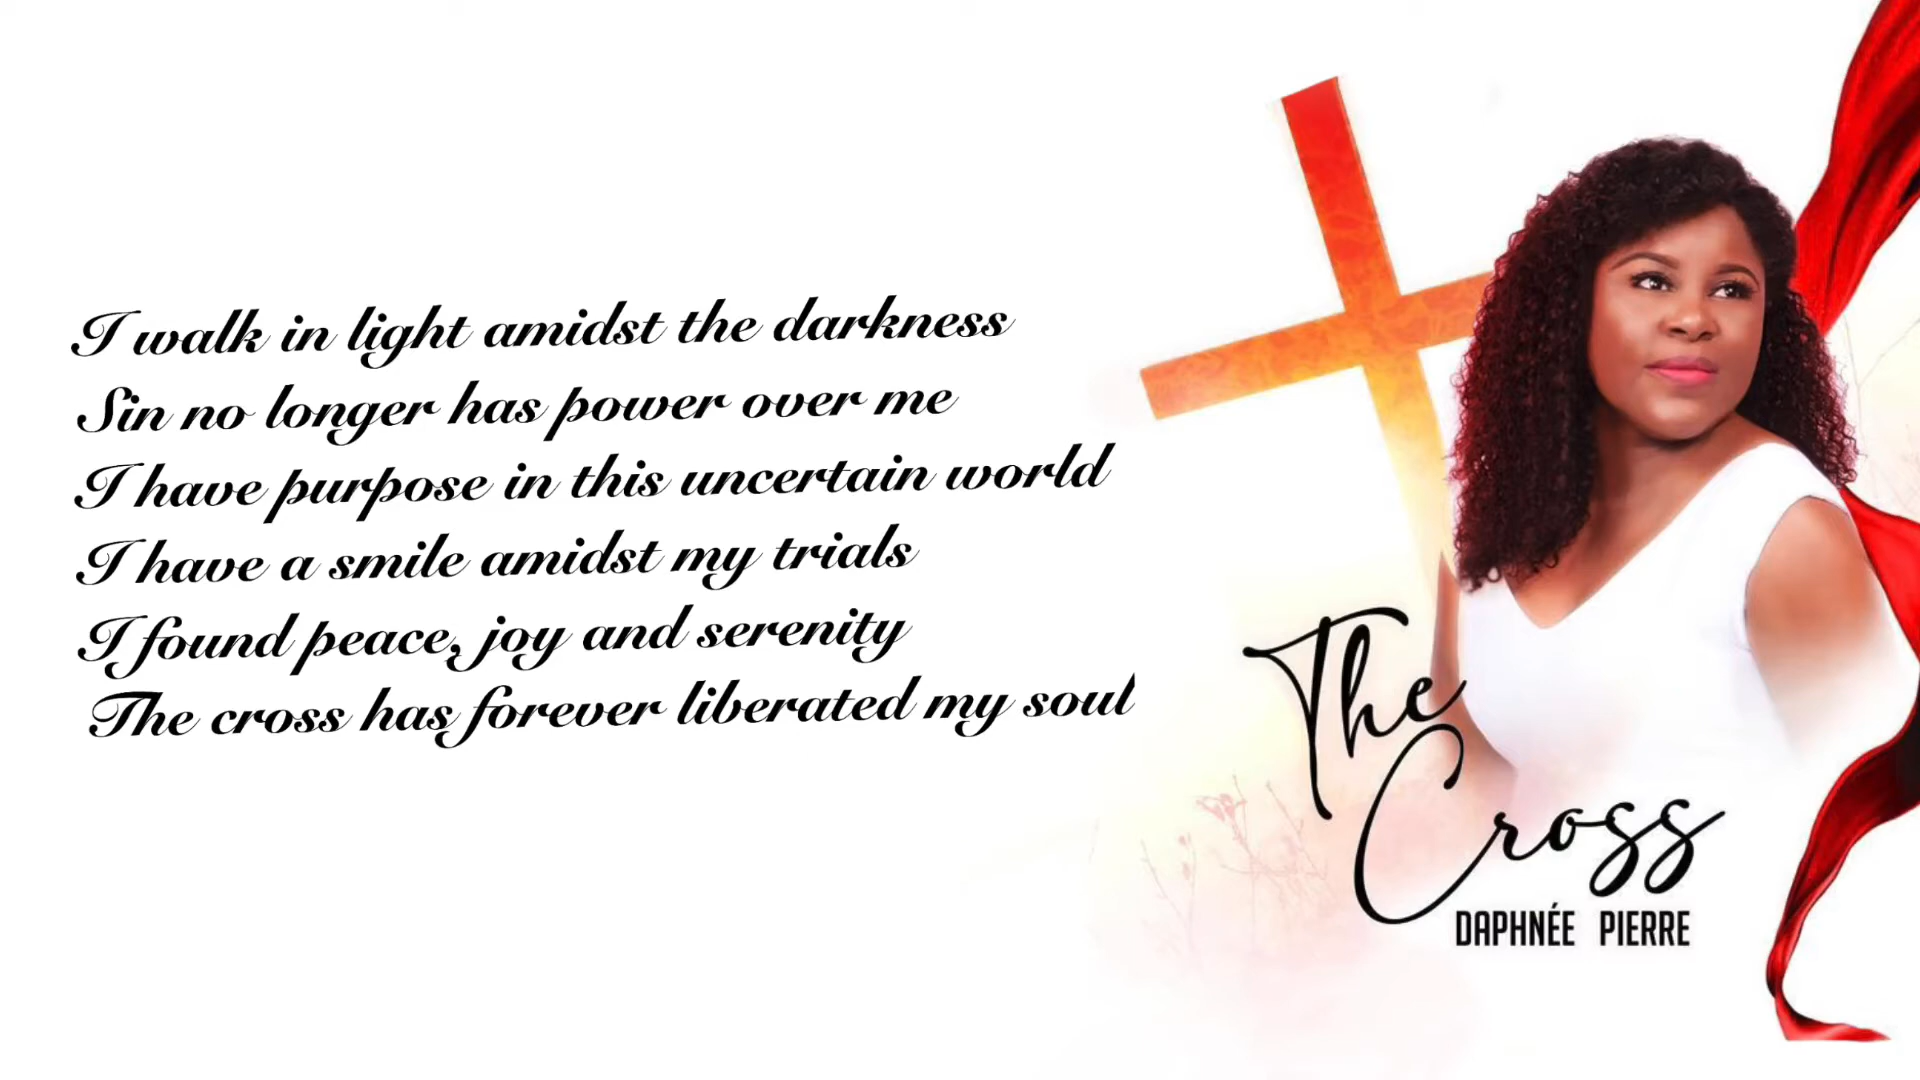 I walk in light amidst the darkness
Sin no longer has power over me
I have purpose in this uncertain world
I have a smile amidst my trials
I found peace, joy and serenity
The cross has forever liberated my soul
The
Cross
DAPHNÉE PIERRE